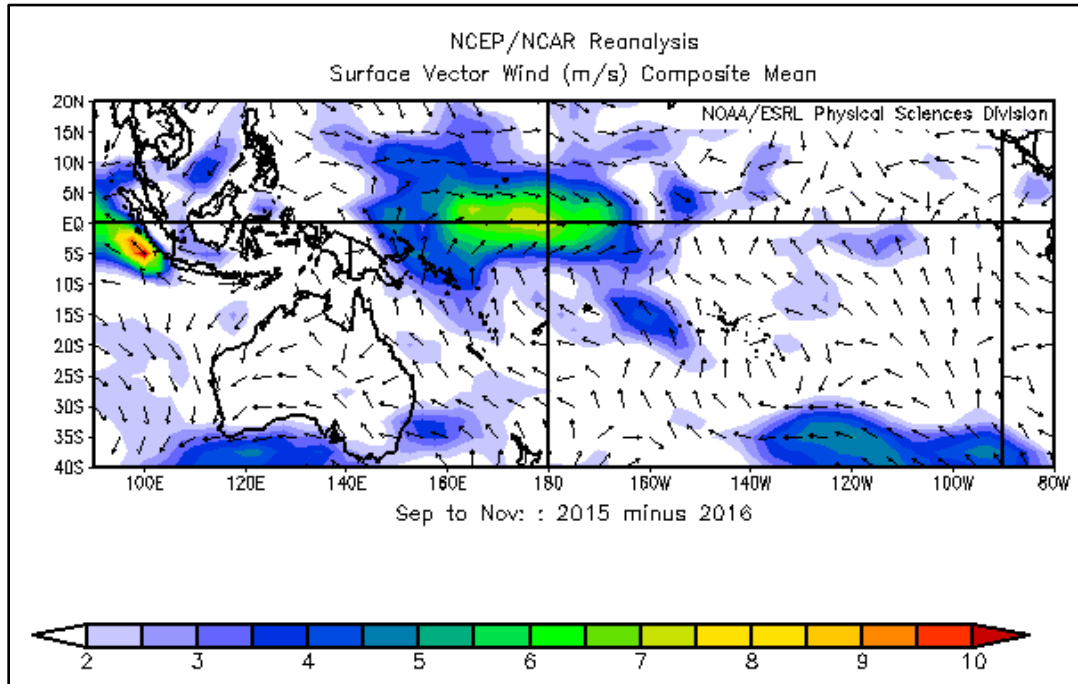 NCEP/NCAR Reanalysis
Surface Vector Wind (m/s) Composite Mean
NOAA/ESRL Physical Sciences Division
20N
15N
10N
5N
EQ
5S
10S
15S
20S
25S
30S
35S
40S
100E 120E 140E 160E 180 160W 140W 120W 100W 80W
Sep to Nov: : 2015 minus 2016
2 3 4 5 6 7 8 9 10